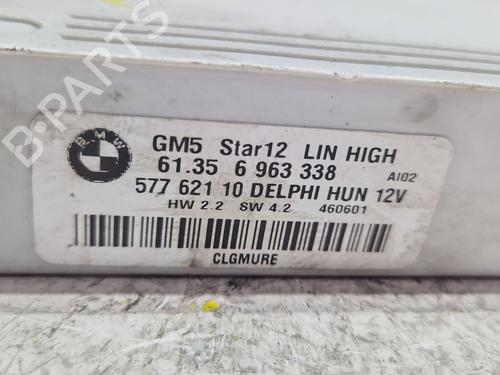 BMW
GM5 Star12 LIN HIGH
61.35 6 963 338 AI02
577 621 10 DELPHI HUN 12V
HW 2.2 SW 4.2 460601
CLGMURE
B-PARTS